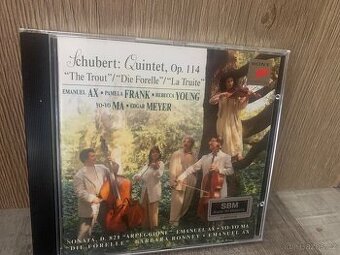 Schubert: Quintet, Op. 114
"The Trout"/"Die Forelle"/"La Truite"
EMANUEL AX • PAMELA FRANK • REBECCA YOUNG
YO-YO MA • EDGAR MEYER
SONY
SBM
SONATA, D. 821 "ARPEGGIONE" EMANUEL AX • YO-YO MA
"DIE FORELLE" BARBARA BONNEY • EMANUEL AX